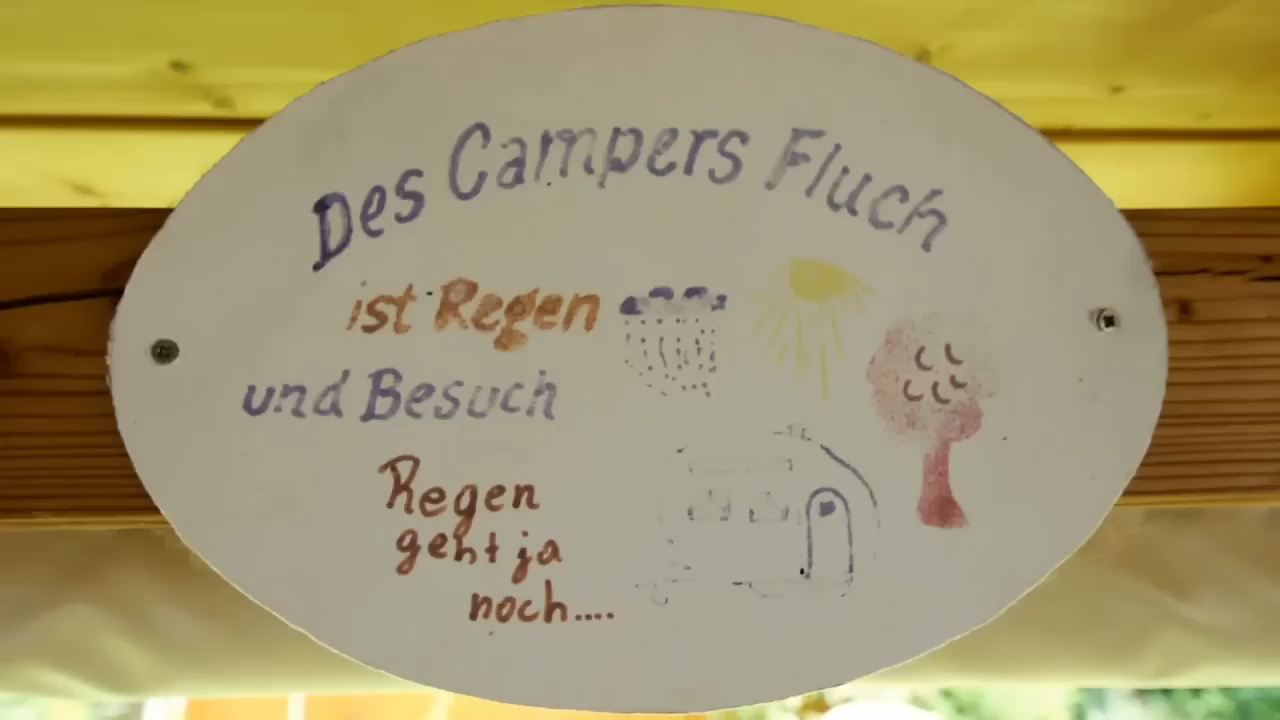 Des Campers Fluch
ist Regen
und Besuch
Regen
geht ja
noch....